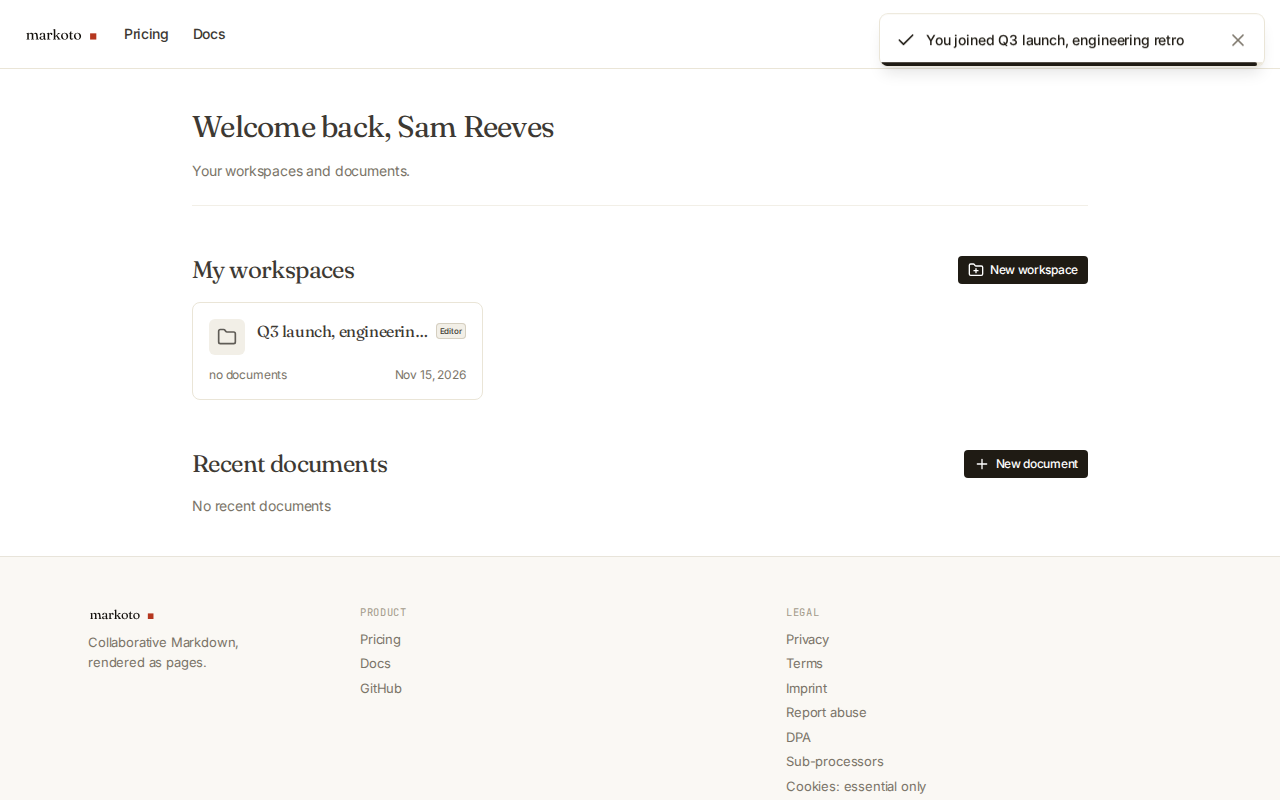 markoto
Pricing
Docs
You joined Q3 launch, engineering retro
Welcome back, Sam Reeves
Your workspaces and documents.
My workspaces
New workspace
Q3 launch, engineerin...
Editor
no documents
Nov 15, 2026
Recent documents
New document
No recent documents
markoto
Collaborative Markdown,
rendered as pages.
PRODUCT
Pricing
Docs
GitHub
LEGAL
Privacy
Terms
Imprint
Report abuse
DPA
Sub-processors
Cookies: essential only